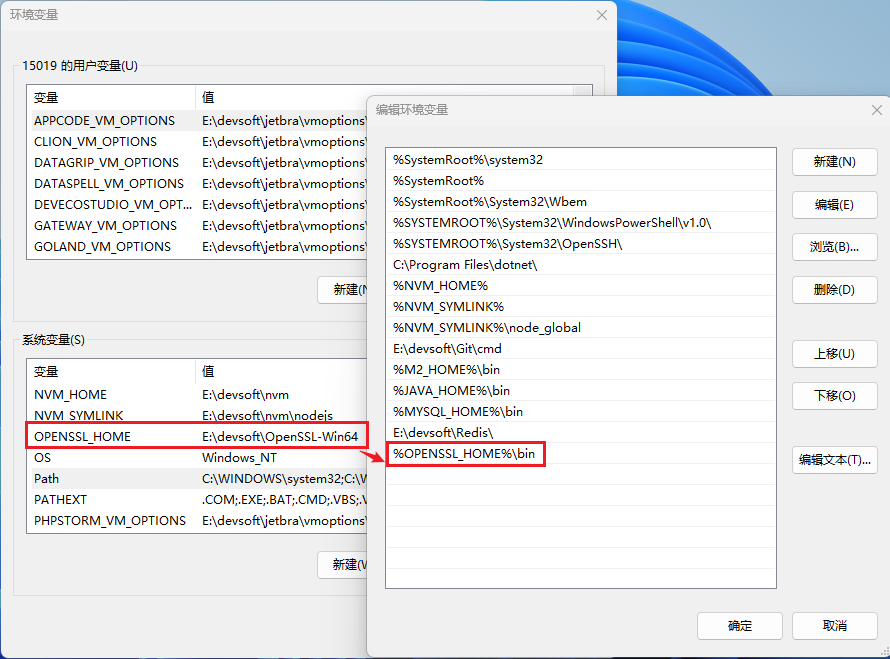 环境变量
15019 的用户变量(U)
变量 值
APPCODE_VM_OPTIONS E:\devsoft\jetbra\vmoptions\
CLION_VM_OPTIONS E:\devsoft\jetbra\vmoptions\
DATAGRIP_VM_OPTIONS E:\devsoft\jetbra\vmoptions\
DATASPELL_VM_OPTIONS E:\devsoft\jetbra\vmoptions\
DEVECOSTUDIO_VM_OPT... E:\devsoft\jetbra\vmoptions\
GATEWAY_VM_OPTIONS E:\devsoft\jetbra\vmoptions\
GOLAND_VM_OPTIONS E:\devsoft\jetbra\vmoptions\
新建(N
系统变量(S)
变量 值
NVM_HOME E:\devsoft\nvm
NVM_SYMLINK E:\devsoft\nvm\nodejs
OPENSSL_HOME E:\devsoft\OpenSSL-Win64
OS Windows_NT
Path C:\WINDOWS\system32;C:\W
PATHEXT .COM;.EXE;.BAT;.CMD;.VBS;.V
PHPSTORM_VM_OPTIONS E:\devsoft\jetbra\vmoptions\
新建(W
编辑环境变量
%SystemRoot%\system32
%SystemRoot%
%SystemRoot%\System32\Wbem
%SYSTEMROOT%\System32\WindowsPowerShell\v1.0\
%SYSTEMROOT%\System32\OpenSSH\
C:\Program Files\dotnet\
%NVM_HOME%
%NVM_SYMLINK%
%NVM_SYMLINK%\node_global
E:\devsoft\Git\cmd
%M2_HOME%\bin
%JAVA_HOME%\bin
%MYSQL_HOME%\bin
E:\devsoft\Redis\
%OPENSSL_HOME%\bin
新建(N)
编辑(E)
浏览(B)...
删除(D)
上移(U)
下移(O)
编辑文本(T)...
确定
取消